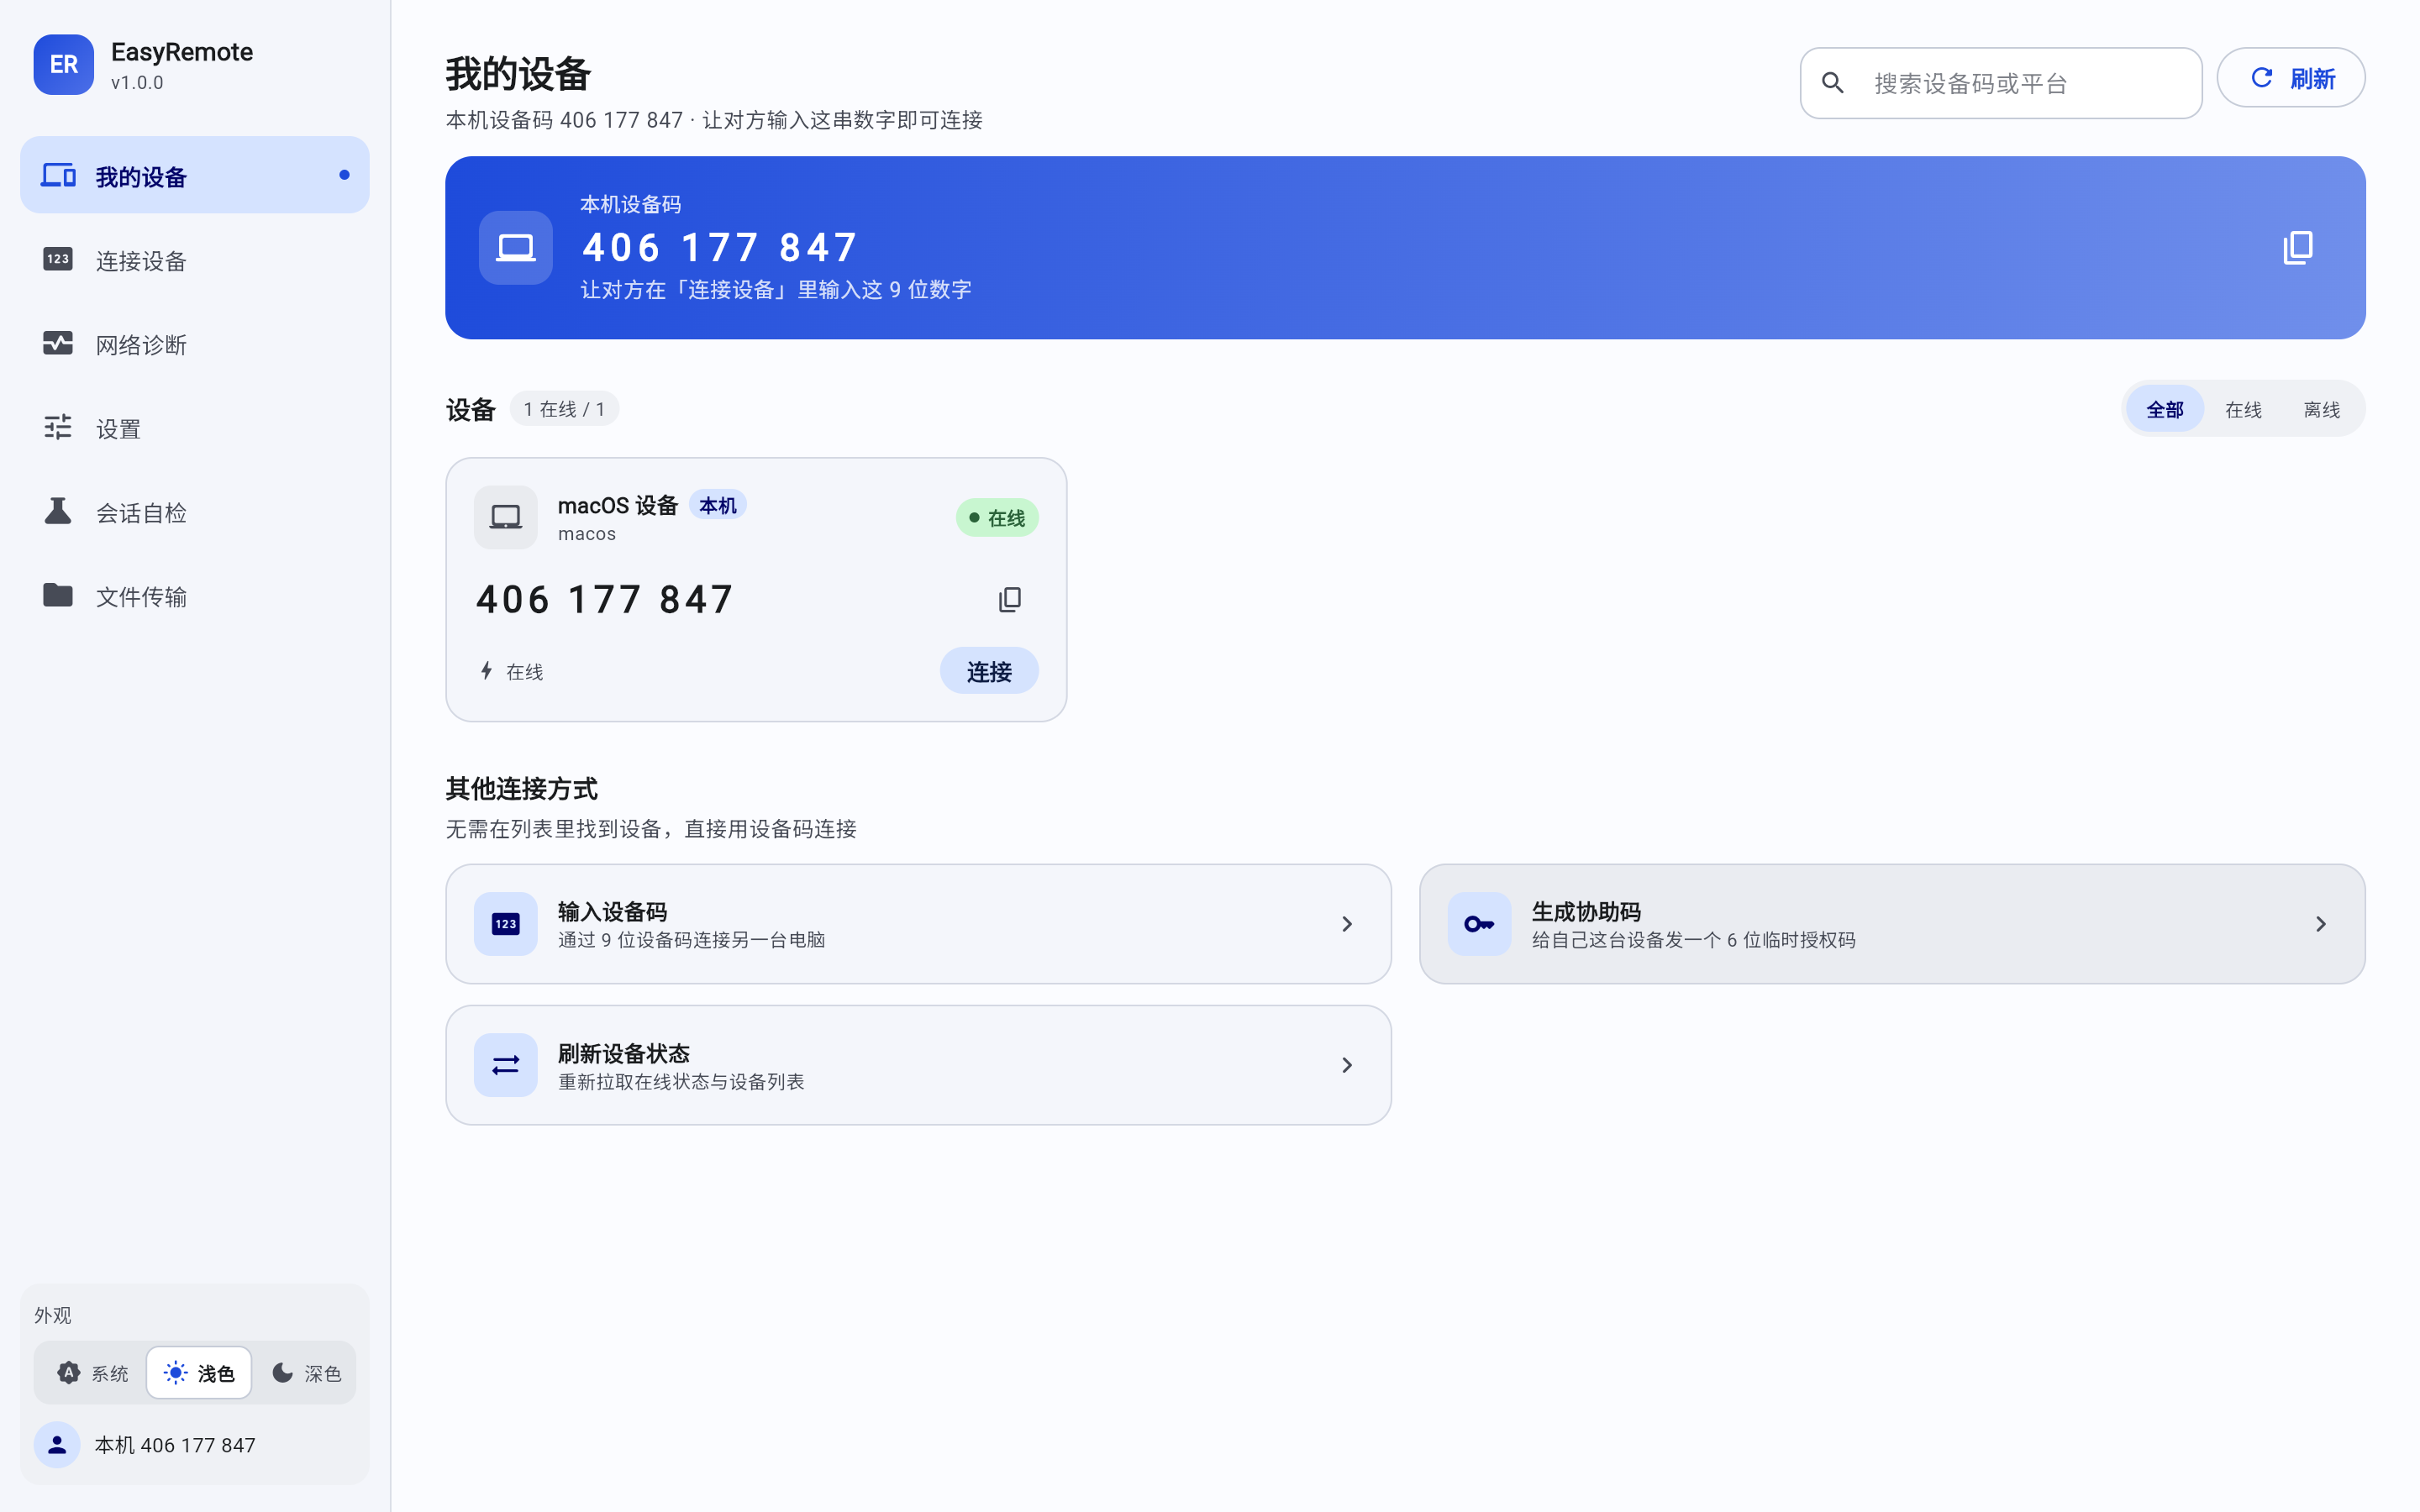 ER
EasyRemote
v1.0.0
我的设备
123 连接设备
网络诊断
设置
会话自检
文件传输
外观
A 系统 浅色 深色
本机 406 177 847
我的设备
本机设备码 406 177 847 · 让对方输入这串数字即可连接
搜索设备码或平台
刷新
本机设备码
406 177 847
让对方在「连接设备」里输入这 9 位数字
设备 1 在线 / 1
全部 在线 离线
macOS 设备 本机
macos
在线
406 177 847
在线
连接
其他连接方式
无需在列表里找到设备，直接用设备码连接
123
输入设备码
通过 9 位设备码连接另一台电脑
生成协助码
给自己这台设备发一个 6 位临时授权码
刷新设备状态
重新拉取在线状态与设备列表